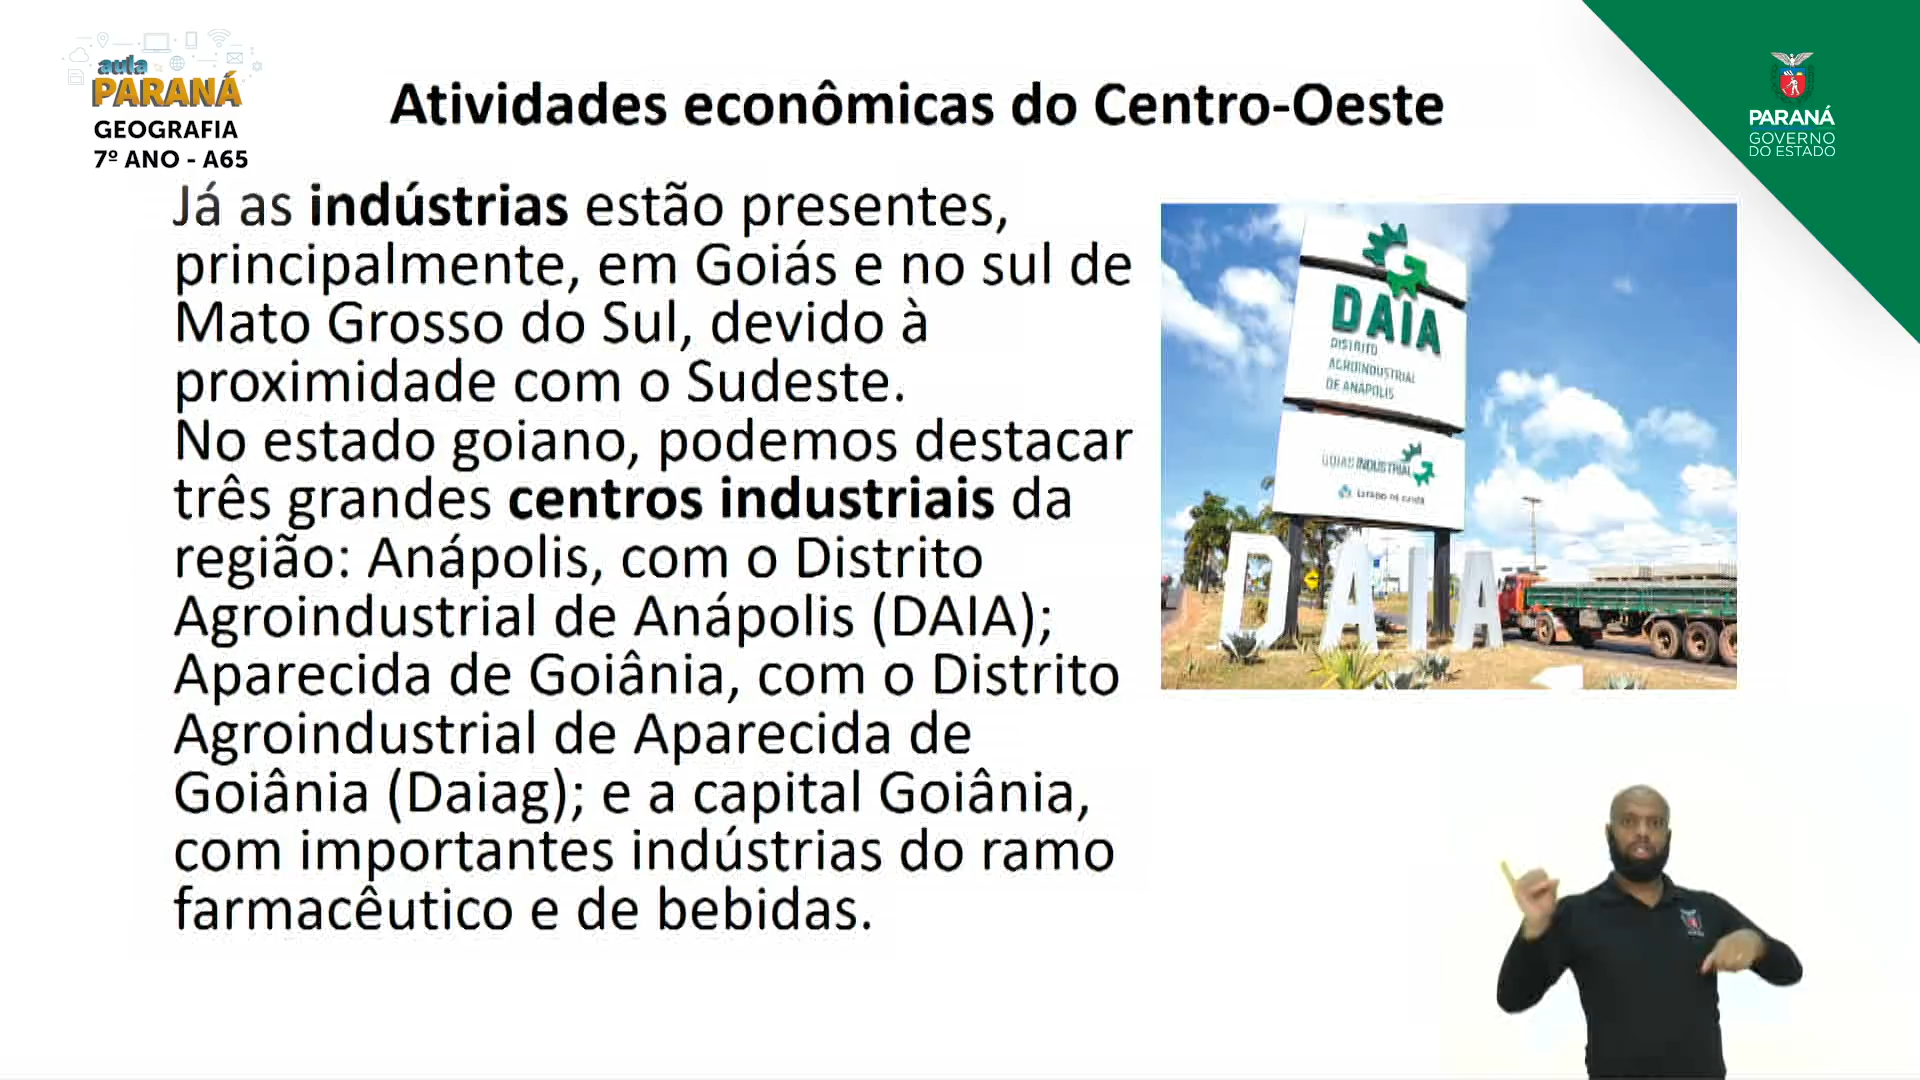 aula
PARANÁ
GEOGRAFIA
7º ANO - A65
Atividades econômicas do Centro-Oeste
PARANÁ
GOVERNO
DO ESTADO
Já as indústrias estão presentes,
principalmente, em Goiás e no sul de
Mato Grosso do Sul, devido à
proximidade com o Sudeste.
No estado goiano, podemos destacar
três grandes centros industriais da
região: Anápolis, com o Distrito
Agroindustrial de Anápolis (DAIA);
Aparecida de Goiânia, com o Distrito
Agroindustrial de Aparecida de
Goiânia (Daiag); e a capital Goiânia,
com importantes indústrias do ramo
farmacêutico e de bebidas.
DAIA
DISTRITO
AGROINDUSTRIAL
DE ANÁPOLIS
GOIÁS INDUSTRIAL
DAIA